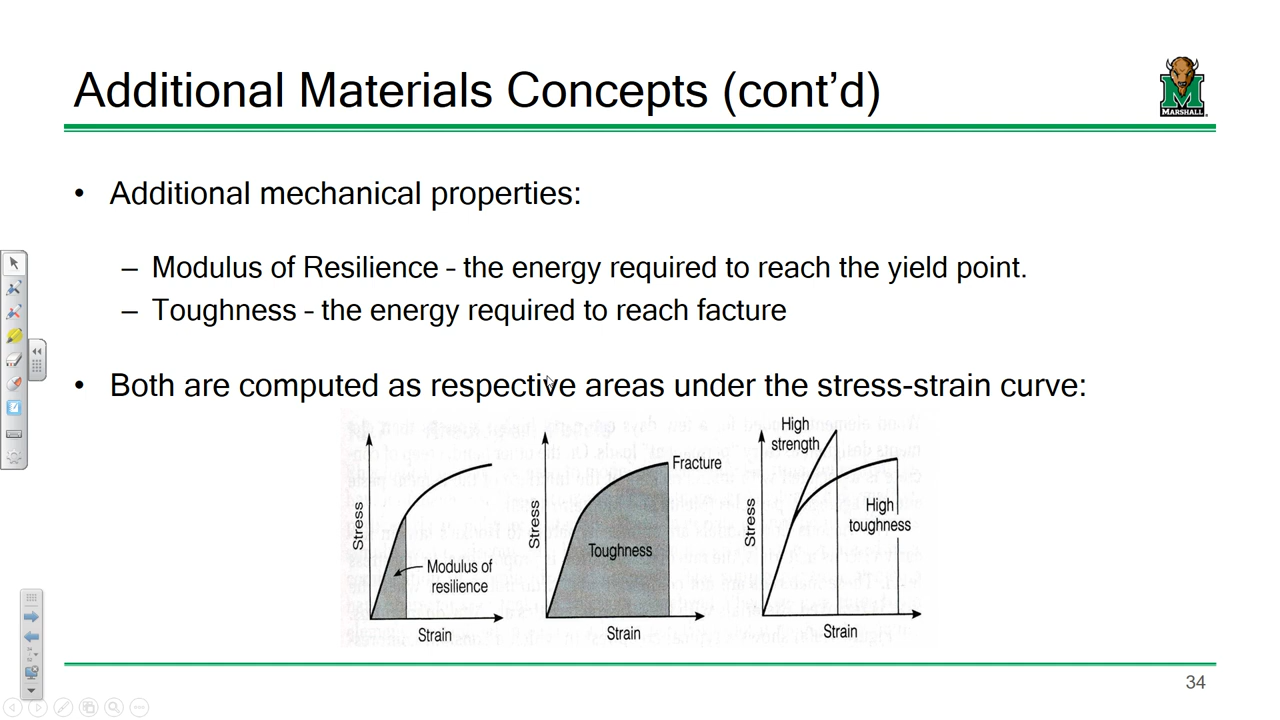 Additional Materials Concepts (cont’d)
MARSHALL
• Additional mechanical properties:
– Modulus of Resilience - the energy required to reach the yield point.
– Toughness - the energy required to reach facture
• Both are computed as respective areas under the stress-strain curve:
Stress
Modulus of
resilience
Strain
Stress
Fracture
Toughness
Strain
Stress
High
strength
High
toughness
Strain
34